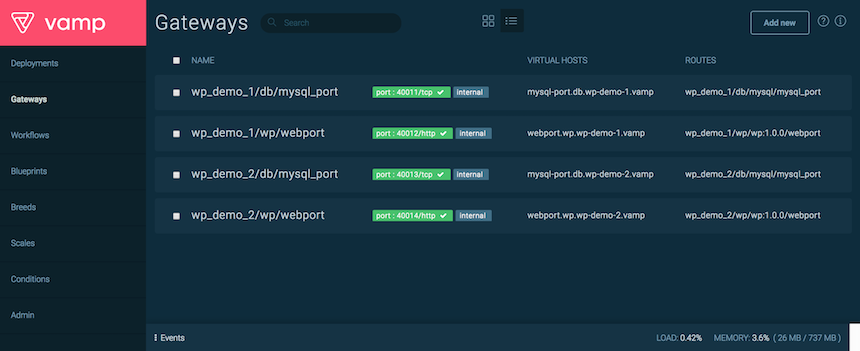 vamp
Gateways
Search
Add new
Deployments
Gateways
Workflows
Blueprints
Breeds
Scales
Conditions
Admin
NAME VIRTUAL HOSTS ROUTES
wp_demo_1/db/mysql_port port : 40011/tcp internal mysql-port.db.wp-demo-1.vamp wp_demo_1/db/mysql/mysql_port
wp_demo_1/wp/webport port : 40012/http internal webport.wp.wp-demo-1.vamp wp_demo_1/wp/wp:1.0.0/webport
wp_demo_2/db/mysql_port port : 40013/tcp internal mysql-port.db.wp-demo-2.vamp wp_demo_2/db/mysql/mysql_port
wp_demo_2/wp/webport port : 40014/http internal webport.wp.wp-demo-2.vamp wp_demo_2/wp/wp:1.0.0/webport
Events LOAD: 0.42% MEMORY: 3.6% ( 26 MB / 737 MB )